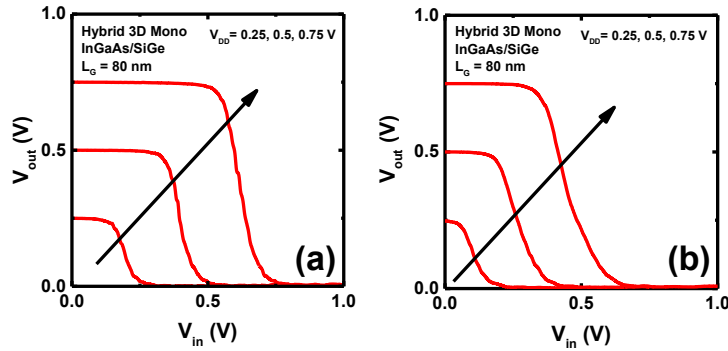 Hybrid 3D Mono
InGaAs/SiGe
L_G = 80 nm
V_DD = 0.25, 0.5, 0.75 V
1.0
0.5
0.0
V_out (V)
0.0
0.5
1.0
V_in (V)
(a)
Hybrid 3D Mono
InGaAs/SiGe
L_G = 80 nm
V_DD = 0.25, 0.5, 0.75 V
1.0
0.5
0.0
V_out (V)
0.0
0.5
1.0
V_in (V)
(b)